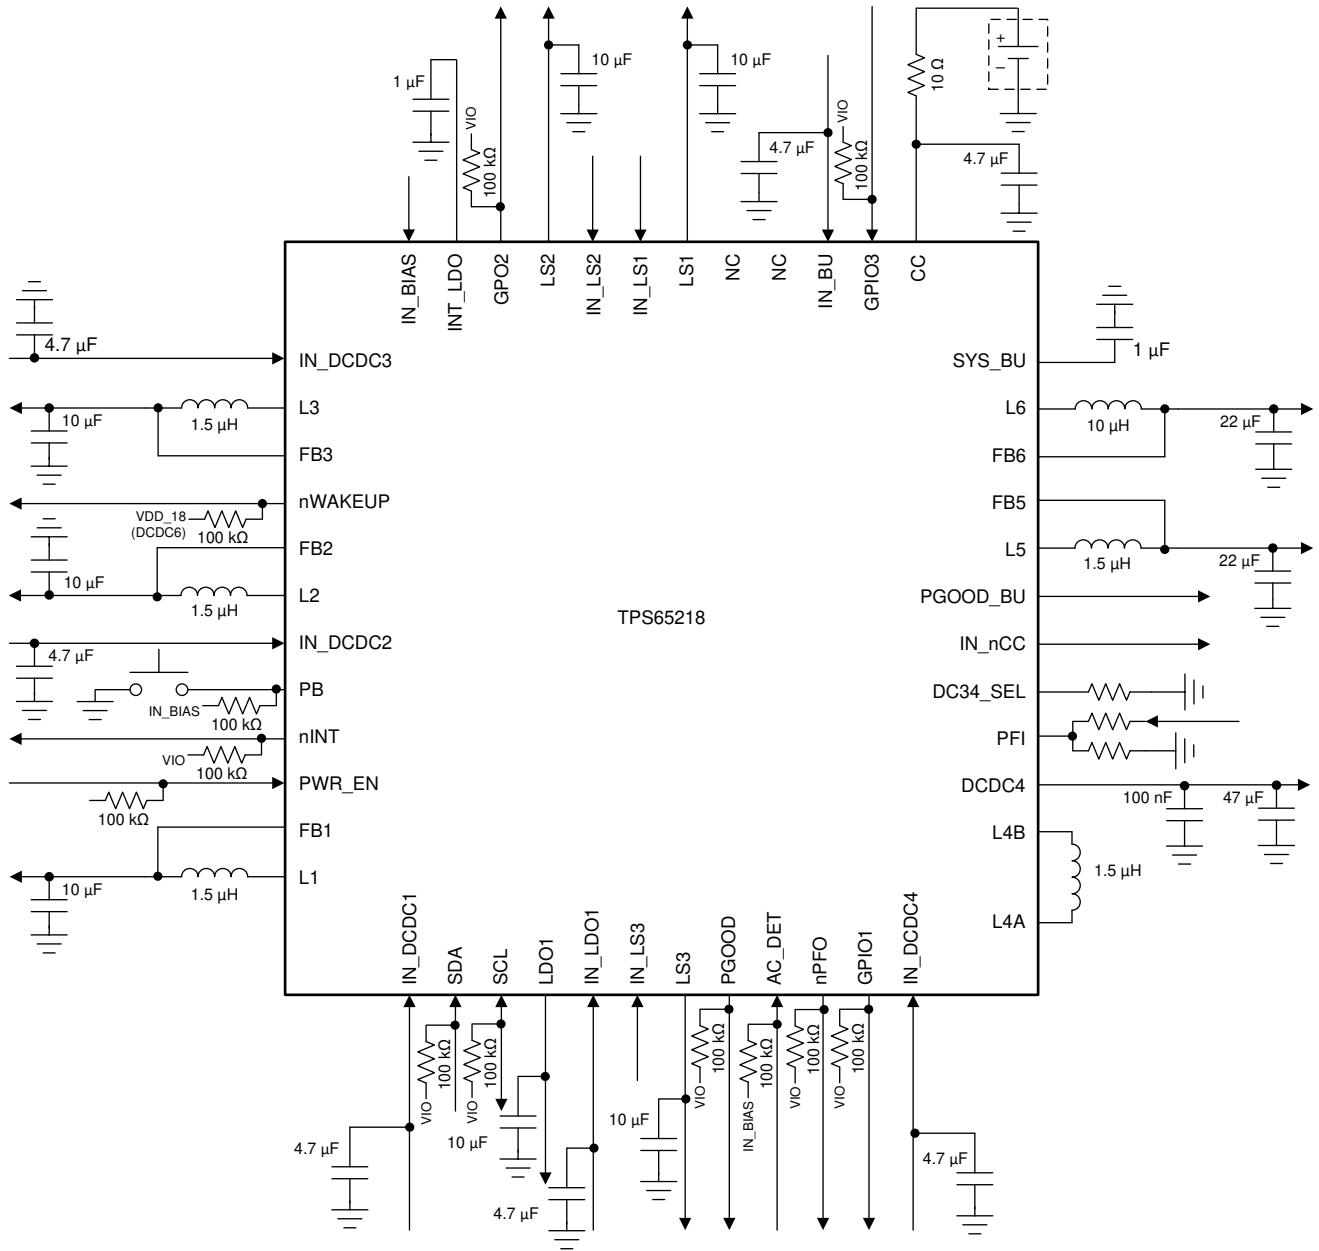 1 µF
VIO
100 kΩ
10 µF
10 µF
4.7 µF
VIO
100 kΩ
10 Ω
+
−
4.7 µF
IN_BIAS
INT_LDO
GPO2
LS2
IN_LS2
IN_LS1
LS1
NC
NC
IN_BU
GPIO3
CC
4.7 µF
IN_DCDC3
10 µF
1.5 µH
L3
FB3
nWAKEUP
VDD_18
(DCDC6)
100 kΩ
FB2
10 µF
1.5 µH
L2
IN_DCDC2
4.7 µF
PB
IN_BIAS
100 kΩ
nINT
VIO
100 kΩ
PWR_EN
100 kΩ
FB1
L1
10 µF
1.5 µH
TPS65218
SYS_BU
1 µF
L6
10 µH
22 µF
FB6
FB5
L5
1.5 µH
22 µF
PGOOD_BU
IN_nCC
DC34_SEL
PFI
DCDC4
100 nF
47 µF
L4B
1.5 µH
L4A
IN_DCDC1
SDA
SCL
LDO1
IN_LDO1
IN_LS3
LS3
PGOOD
AC_DET
nPFO
GPIO1
IN_DCDC4
4.7 µF
VIO
100 kΩ
VIO
100 kΩ
10 µF
4.7 µF
10 µF
VIO
100 kΩ
IN_BIAS
100 kΩ
VIO
100 kΩ
VIO
100 kΩ
4.7 µF